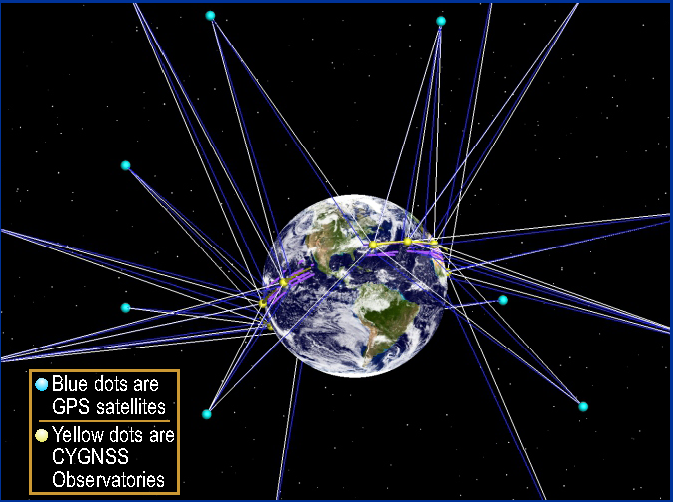 Blue dots are
GPS satellites
Yellow dots are
CYGNSS
Observatories